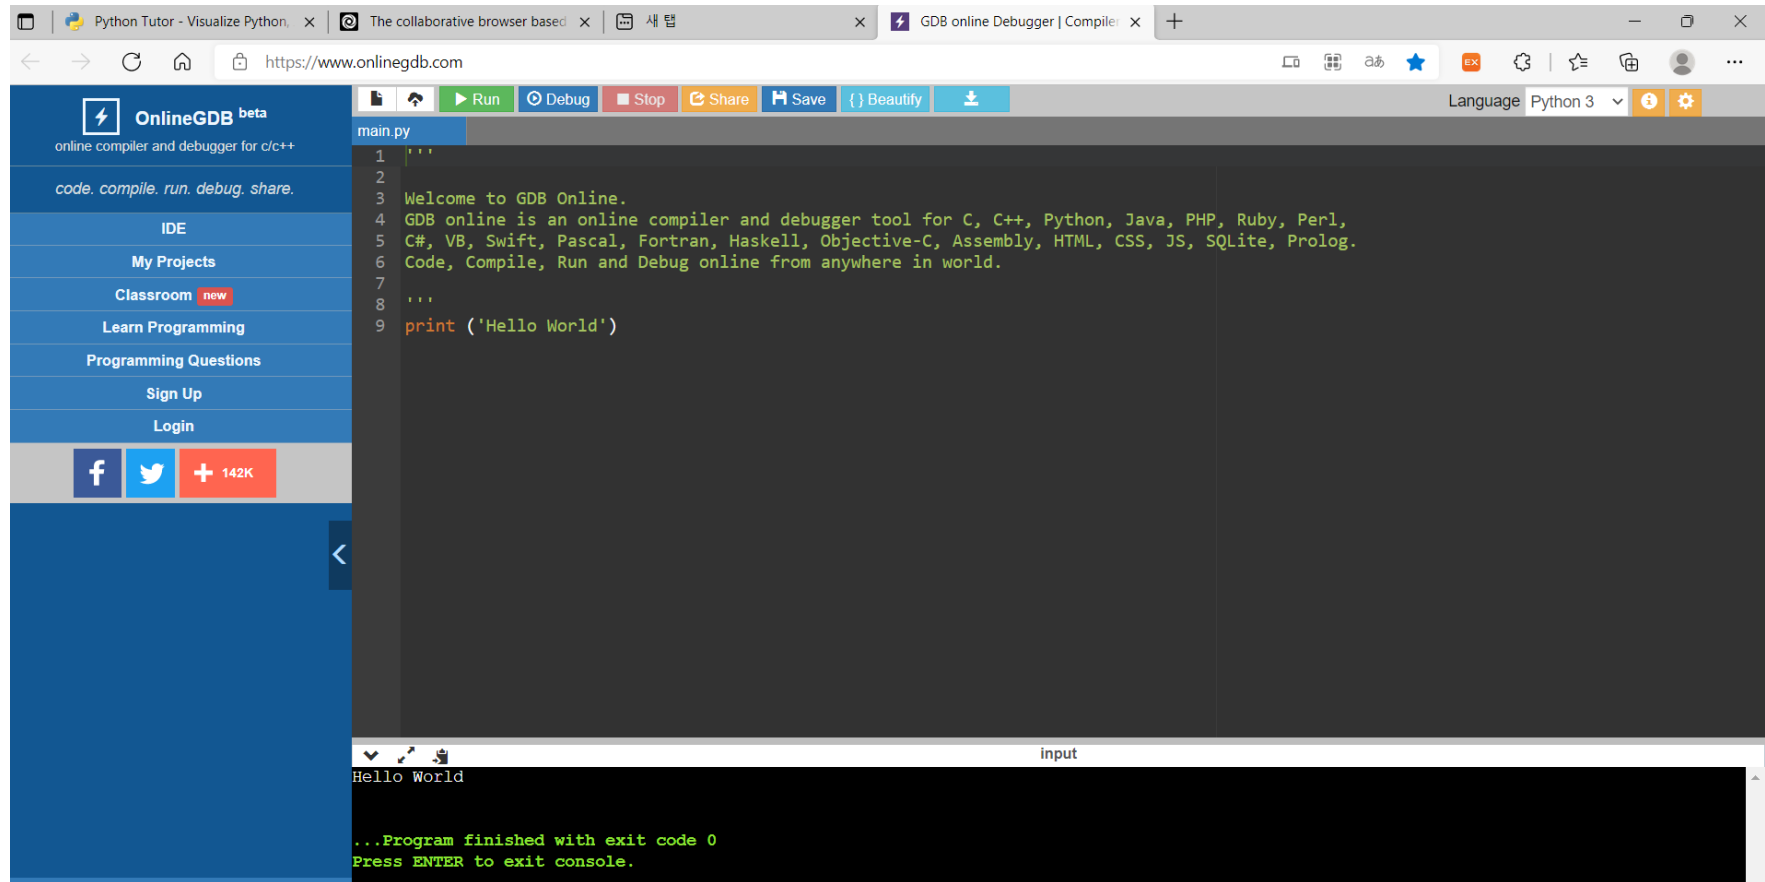 Python Tutor - Visualize Python,
The collaborative browser based
새 탭
GDB online Debugger | Compiler
https://www.onlinegdb.com
aあ
EX
OnlineGDB beta
online compiler and debugger for c/c++
code. compile. run. debug. share.
IDE
My Projects
Classroom new
Learn Programming
Programming Questions
Sign Up
Login
f
142K
Run Debug Stop Share Save { } Beautify
Language Python 3
main.py
1 '''
2
3 Welcome to GDB Online.
4 GDB online is an online compiler and debugger tool for C, C++, Python, Java, PHP, Ruby, Perl,
5 C#, VB, Swift, Pascal, Fortran, Haskell, Objective-C, Assembly, HTML, CSS, JS, SQLite, Prolog.
6 Code, Compile, Run and Debug online from anywhere in world.
7
8 '''
9 print ('Hello World')
input
Hello World
...Program finished with exit code 0
Press ENTER to exit console.